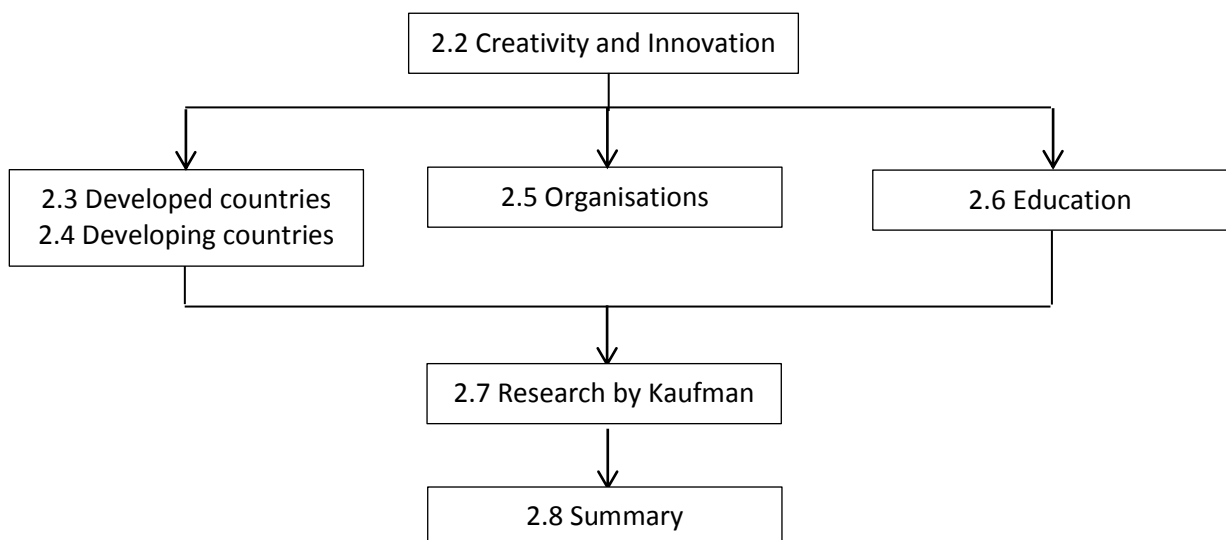 2.2 Creativity and Innovation
2.3 Developed countries
2.4 Developing countries
2.5 Organisations
2.6 Education
2.7 Research by Kaufman
2.8 Summary